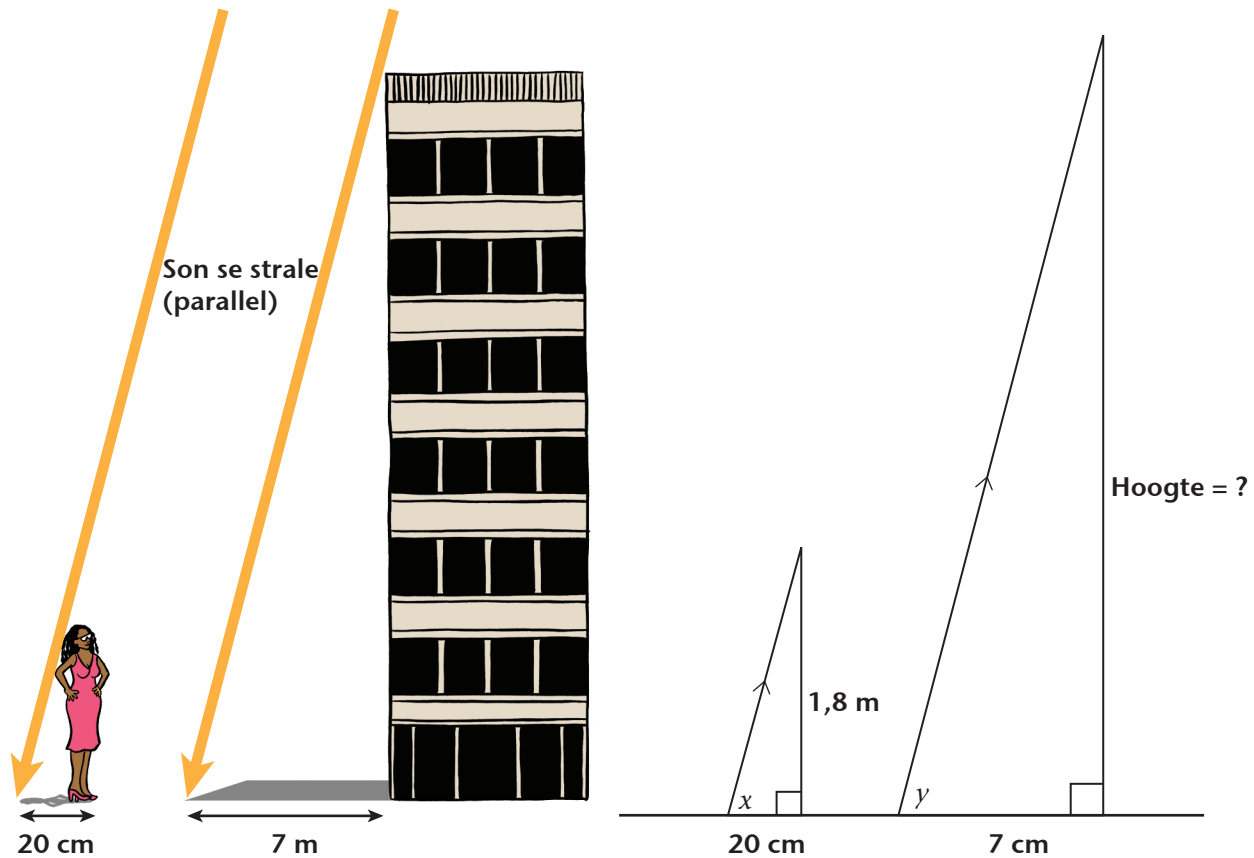 Son se strale
(parallel)
20 cm
7 m
Hoogte = ?
1,8 m
x
y
20 cm
7 cm